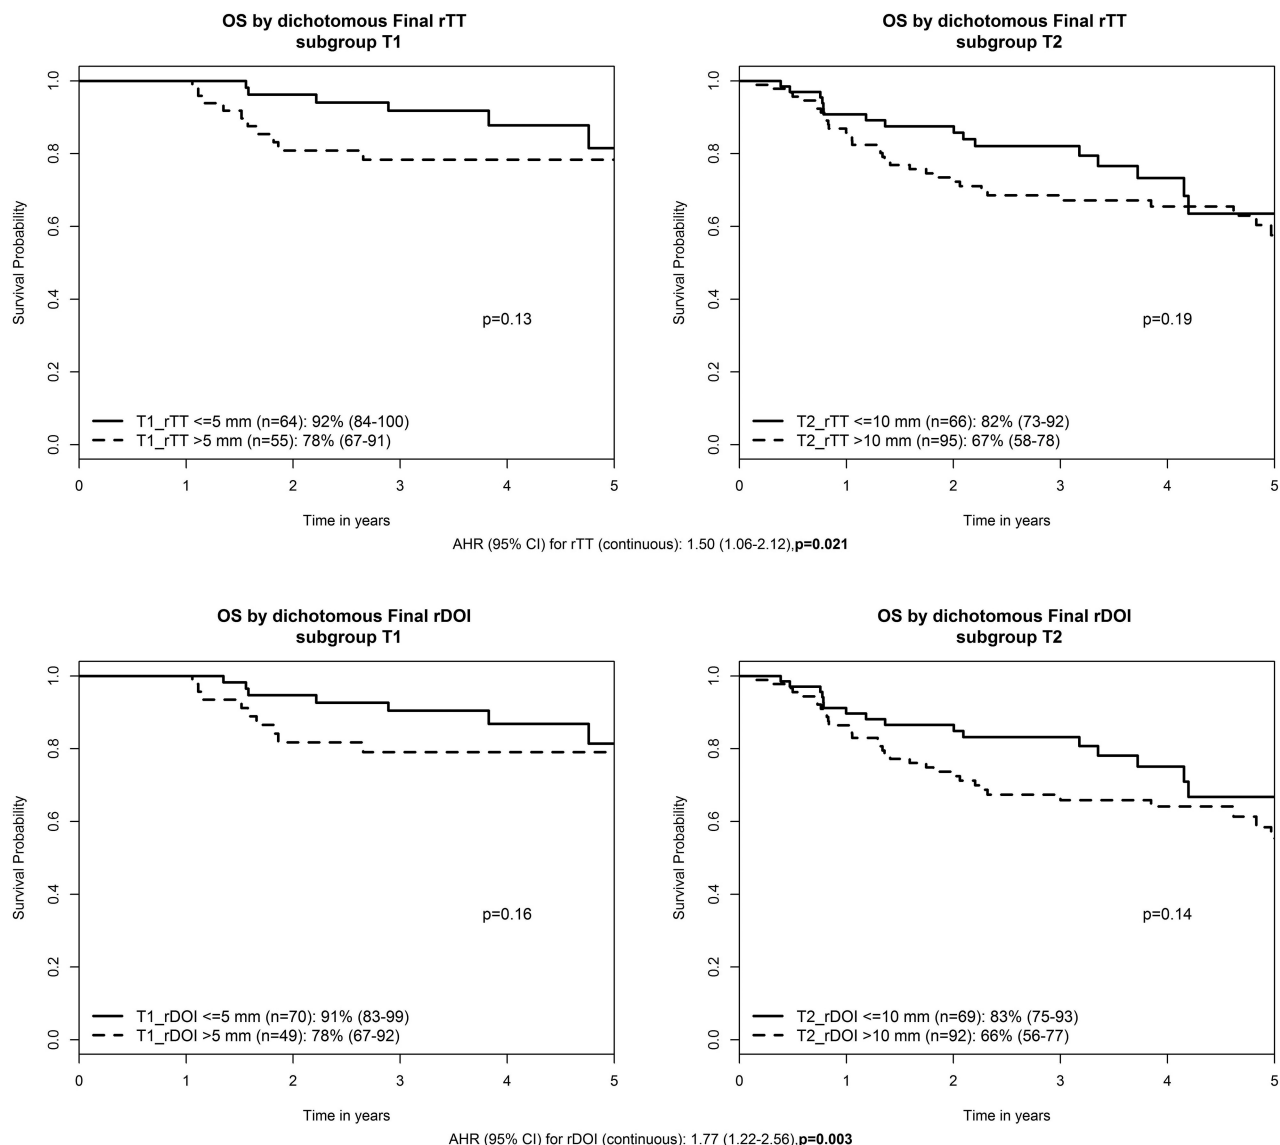 OS by dichotomous Final rTT
subgroup T1
1.0
0.8
0.6
0.4
0.2
0.0
Survival Probability
p=0.13
T1_rTT <=5 mm (n=64): 92% (84-100)
T1_rTT >5 mm (n=55): 78% (67-91)
0 1 2 3 4 5
Time in years
OS by dichotomous Final rTT
subgroup T2
1.0
0.8
0.6
0.4
0.2
0.0
Survival Probability
p=0.19
T2_rTT <=10 mm (n=66): 82% (73-92)
T2_rTT >10 mm (n=95): 67% (58-78)
0 1 2 3 4 5
Time in years
AHR (95% CI) for rTT (continuous): 1.50 (1.06-2.12),p=0.021
OS by dichotomous Final rDOI
subgroup T1
1.0
0.8
0.6
0.4
0.2
0.0
Survival Probability
p=0.16
T1_rDOI <=5 mm (n=70): 91% (83-99)
T1_rDOI >5 mm (n=49): 78% (67-92)
0 1 2 3 4 5
Time in years
OS by dichotomous Final rDOI
subgroup T2
1.0
0.8
0.6
0.4
0.2
0.0
Survival Probability
p=0.14
T2_rDOI <=10 mm (n=69): 83% (75-93)
T2_rDOI >10 mm (n=92): 66% (56-77)
0 1 2 3 4 5
Time in years
AHR (95% CI) for rDOI (continuous): 1.77 (1.22-2.56),p=0.003